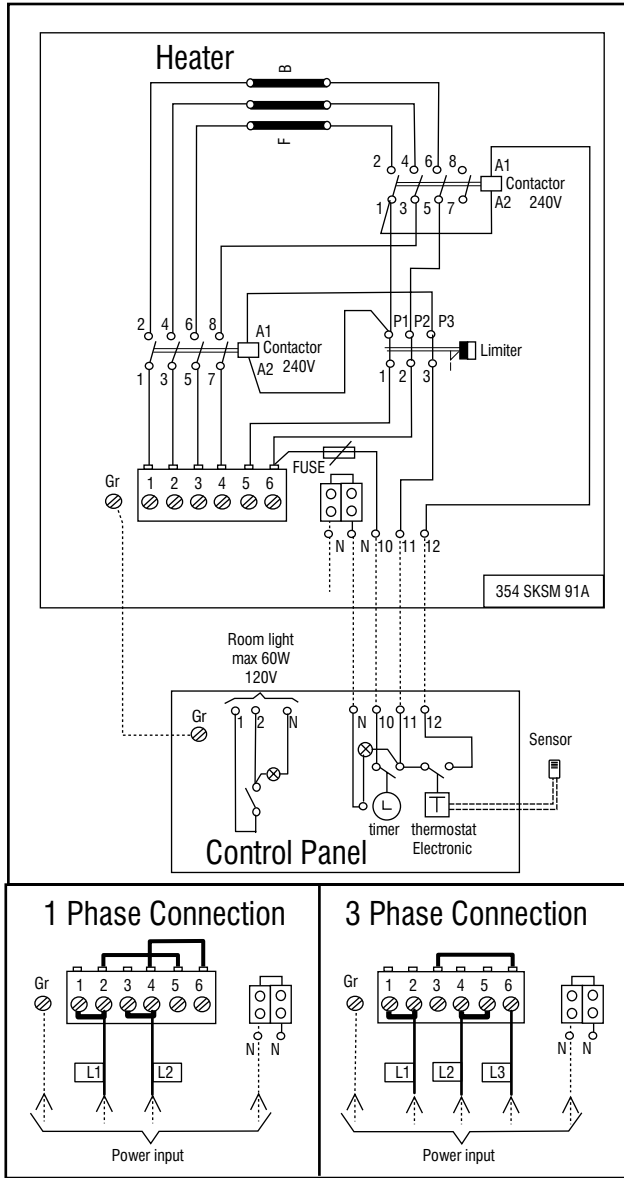 Heater
B
F
2 4 6 8
A1
Contactor
A2 240V
1 3 5 7
2 4 6 8
A1
Contactor
A2 240V
1 3 5 7
P1 P2 P3
Limiter
1 2 3
FUSE
Gr
1 2 3 4 5 6
N N 10 11 12
354 SKSM 91A
Room light
max 60W
120V
Gr
1 2 N
N 10 11 12
Sensor
T
timer
thermostat
Electronic
Control Panel
1 Phase Connection
Gr
1 2 3 4 5 6
N N
L1 L2
Power input
3 Phase Connection
Gr
1 2 3 4 5 6
N N
L1 L2 L3
Power input